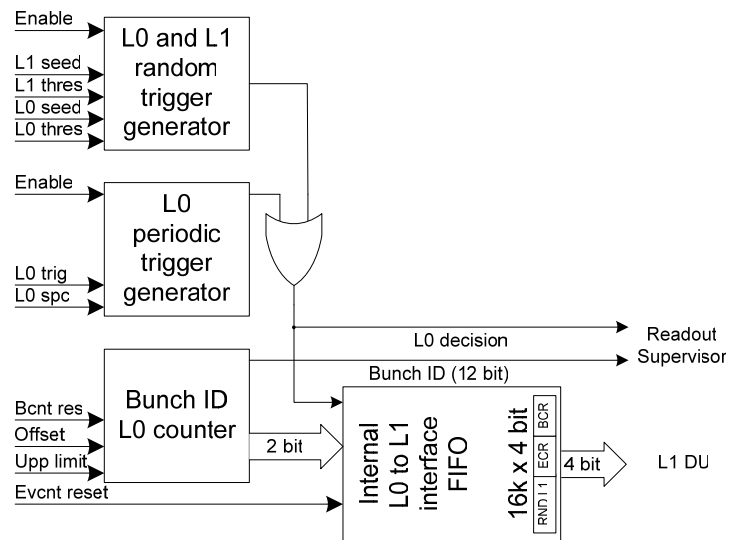 Enable
L1 seed
L1 thres
L0 seed
L0 thres
L0 and L1
random
trigger
generator
Enable
L0 trig
L0 spc
L0
periodic
trigger
generator
L0 decision
Readout
Supervisor
Bunch ID (12 bit)
Bcnt res
Offset
Upp limit
Evcnt reset
Bunch ID
L0 counter
2 bit
Internal
L0 to L1
interface
FIFO
16k x 4 bit
BCR
ECR
RND L1
4 bit
L1 DU